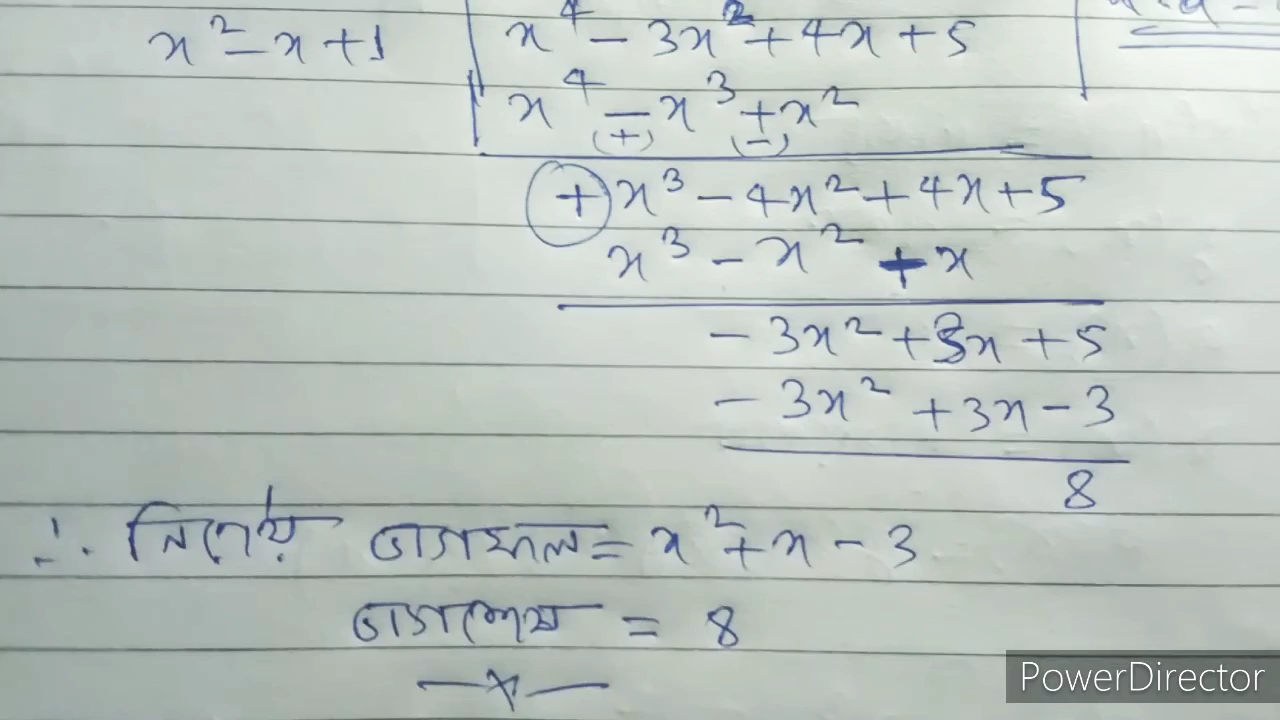 x² - x + 1 | x⁴ - 3x² + 4x + 5
x⁴ - x³ + x²
(+) (-)
+ x³ - 4x² + 4x + 5
x³ - x² + x
- 3x² + 3x + 5
- 3x² + 3x - 3
8
∴ নির্ণেয় ভাগফল = x² + x - 3
ভাগশেষ = 8
PowerDirector